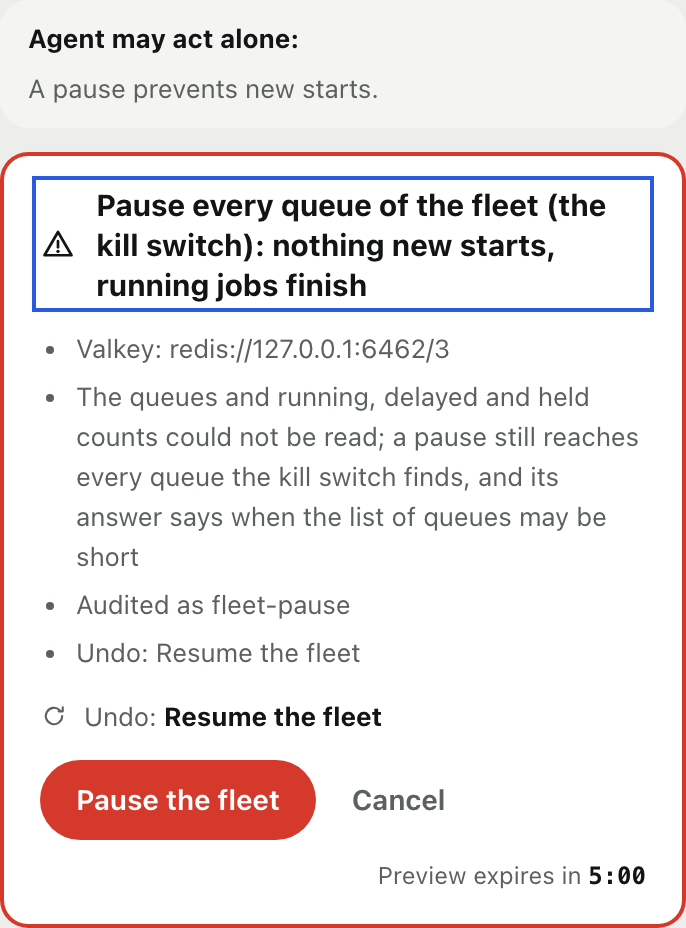 Agent may act alone:
A pause prevents new starts.
Pause every queue of the fleet (the
kill switch): nothing new starts,
running jobs finish
• Valkey: redis://127.0.0.1:6462/3
• The queues and running, delayed and held
counts could not be read; a pause still reaches
every queue the kill switch finds, and its
answer says when the list of queues may be
short
• Audited as fleet-pause
• Undo: Resume the fleet
Undo: Resume the fleet
Pause the fleet Cancel
Preview expires in 5:00